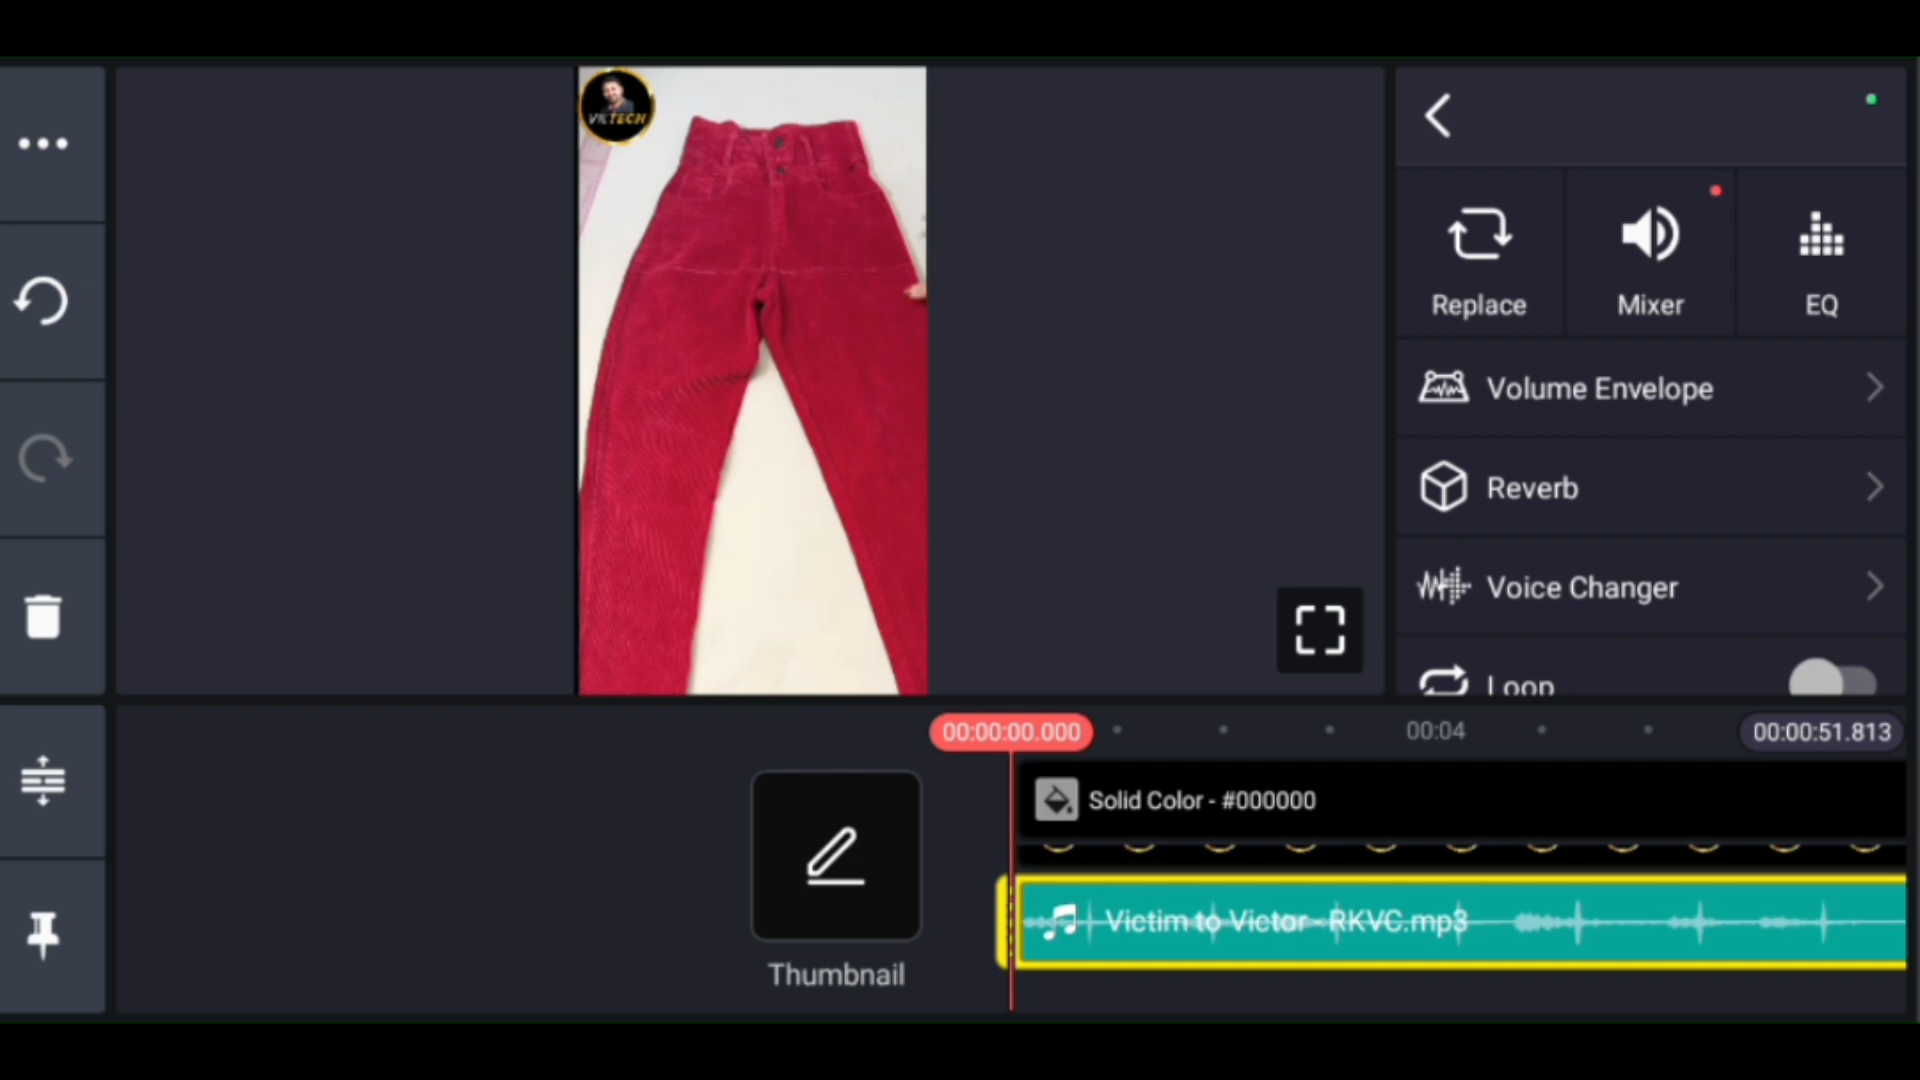 VKTECH
Replace
Mixer
EQ
Volume Envelope
Reverb
Voice Changer
Loop
00:00:00.000
00:04
00:00:51.813
Solid Color - #000000
Victim to Victor - RKVC.mp3
Thumbnail